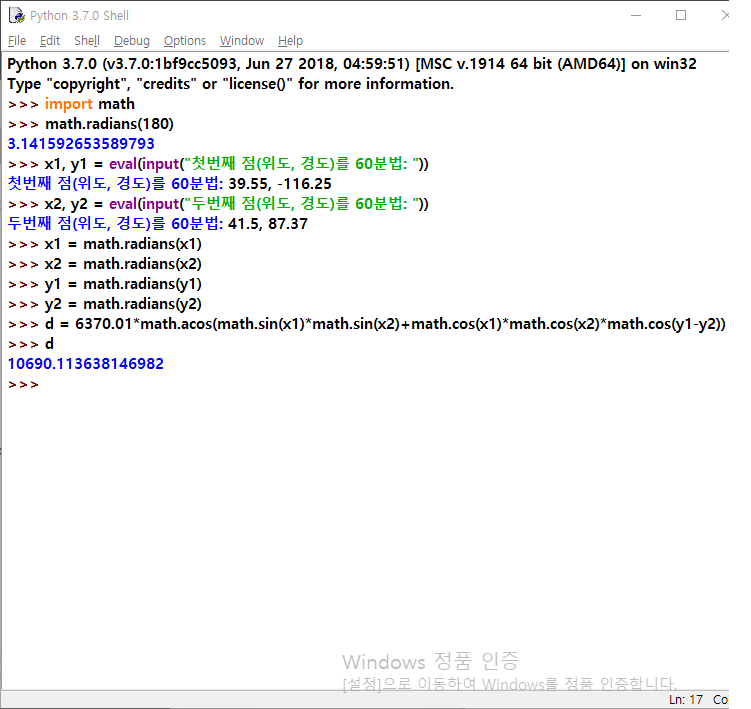 Python 3.7.0 Shell
File Edit Shell Debug Options Window Help
Python 3.7.0 (v3.7.0:1bf9cc5093, Jun 27 2018, 04:59:51) [MSC v.1914 64 bit (AMD64)] on win32
Type "copyright", "credits" or "license()" for more information.
>>> import math
>>> math.radians(180)
3.141592653589793
>>> x1, y1 = eval(input("첫번째 점(위도, 경도)를 60분법: "))
첫번째 점(위도, 경도)를 60분법: 39.55, -116.25
>>> x2, y2 = eval(input("두번째 점(위도, 경도)를 60분법: "))
두번째 점(위도, 경도)를 60분법: 41.5, 87.37
>>> x1 = math.radians(x1)
>>> x2 = math.radians(x2)
>>> y1 = math.radians(y1)
>>> y2 = math.radians(y2)
>>> d = 6370.01*math.acos(math.sin(x1)*math.sin(x2)+math.cos(x1)*math.cos(x2)*math.cos(y1-y2))
>>> d
10690.113638146982
>>>
Windows 정품 인증
[설정]으로 이동하여 Windows를 정품 인증합니다.
Ln: 17 Co